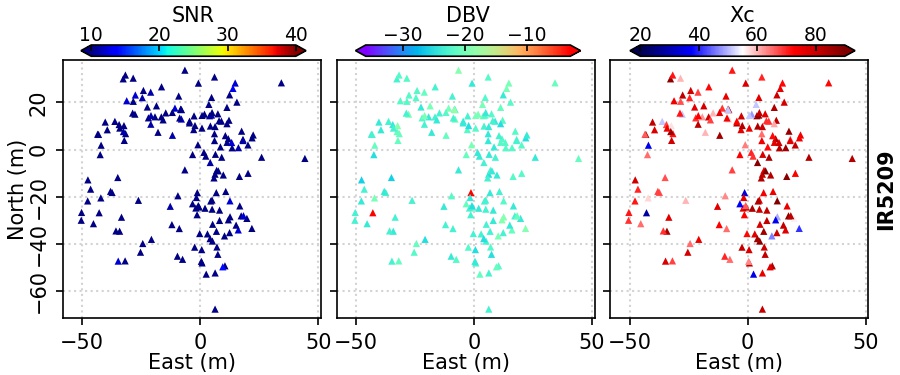 SNR DBV Xc
10 20 30 40 −30 −20 −10 20 40 60 80
20
0
−20
−40
−60
North (m)
−50 0 50 −50 0 50 −50 0 50
East (m) East (m) East (m)
IR5209